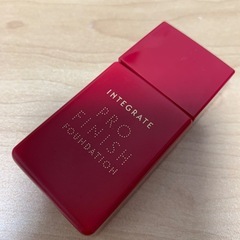 INTEGRATE
PRO
FINISH
FOUNDATION